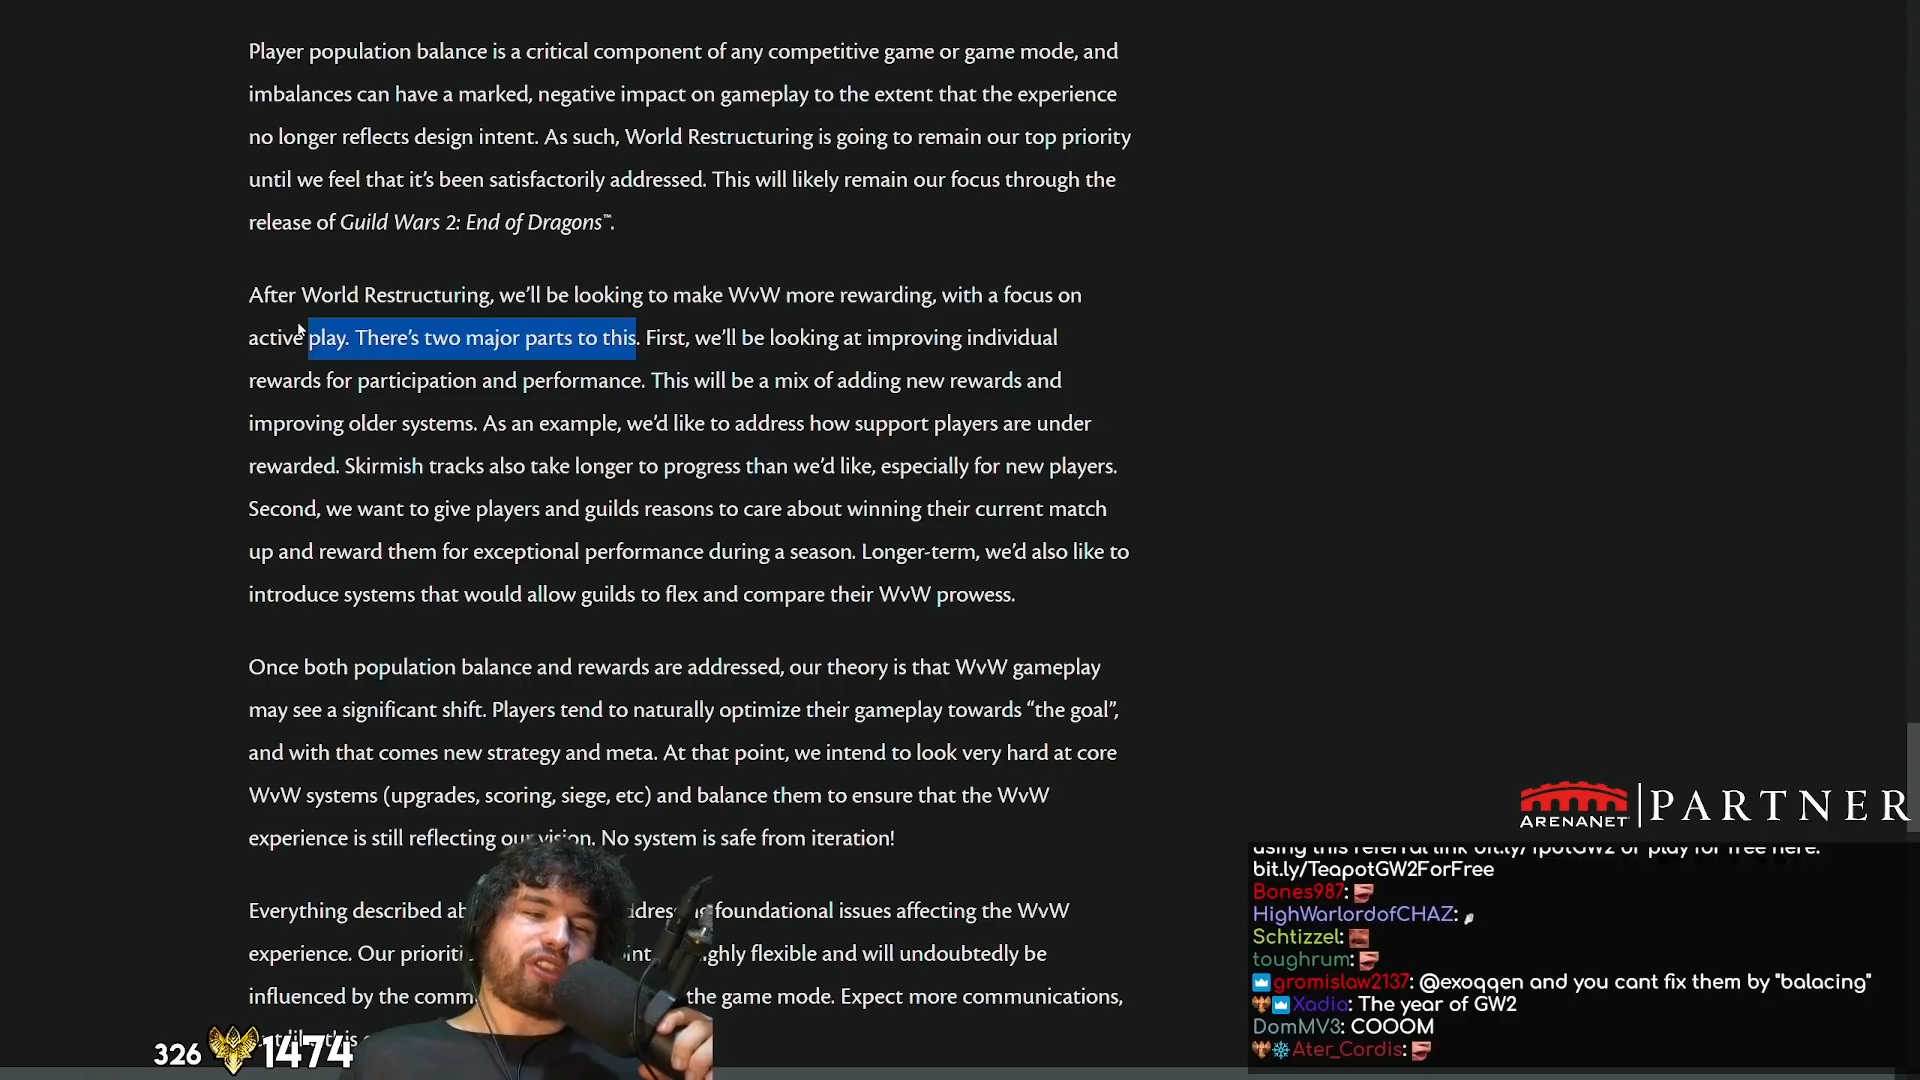 Player population balance is a critical component of any competitive game or game mode, and
imbalances can have a marked, negative impact on gameplay to the extent that the experience
no longer reflects design intent. As such, World Restructuring is going to remain our top priority
until we feel that it’s been satisfactorily addressed. This will likely remain our focus through the
release of Guild Wars 2: End of Dragons™.
After World Restructuring, we’ll be looking to make WvW more rewarding, with a focus on
active play. There’s two major parts to this. First, we’ll be looking at improving individual
rewards for participation and performance. This will be a mix of adding new rewards and
improving older systems. As an example, we’d like to address how support players are under
rewarded. Skirmish tracks also take longer to progress than we’d like, especially for new players.
Second, we want to give players and guilds reasons to care about winning their current match
up and reward them for exceptional performance during a season. Longer-term, we’d also like to
introduce systems that would allow guilds to flex and compare their WvW prowess.
Once both population balance and rewards are addressed, our theory is that WvW gameplay
may see a significant shift. Players tend to naturally optimize their gameplay towards “the goal”,
and with that comes new strategy and meta. At that point, we intend to look very hard at core
WvW systems (upgrades, scoring, siege, etc) and balance them to ensure that the WvW
experience is still reflecting our vision. No system is safe from iteration!
Everything described foundational issues affecting the WvW
experience. Our flexible and will undoubtedly be
influenced by the the game mode. Expect more communications,
326 1474
ARENANET PARTNER
using this referral link bit.ly/TpotGW2 or play for free here.
bit.ly/TeapotGW2ForFree
Bones987:
HighWarlordofCHAZ:
Schtizzel:
toughrum:
gromislaw2137: @exoqqen and you cant fix them by "balacing"
Xadia: The year of GW2
DomMV3: COOOM
Ater_Cordis: